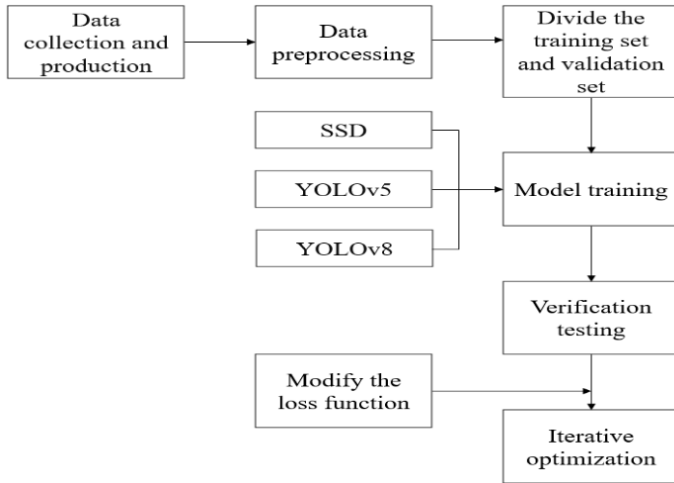 Data
collection and
production
Data
preprocessing
Divide the
training set
and validation
set
SSD
YOLOv5
YOLOv8
Model training
Verification
testing
Modify the
loss function
Iterative
optimization